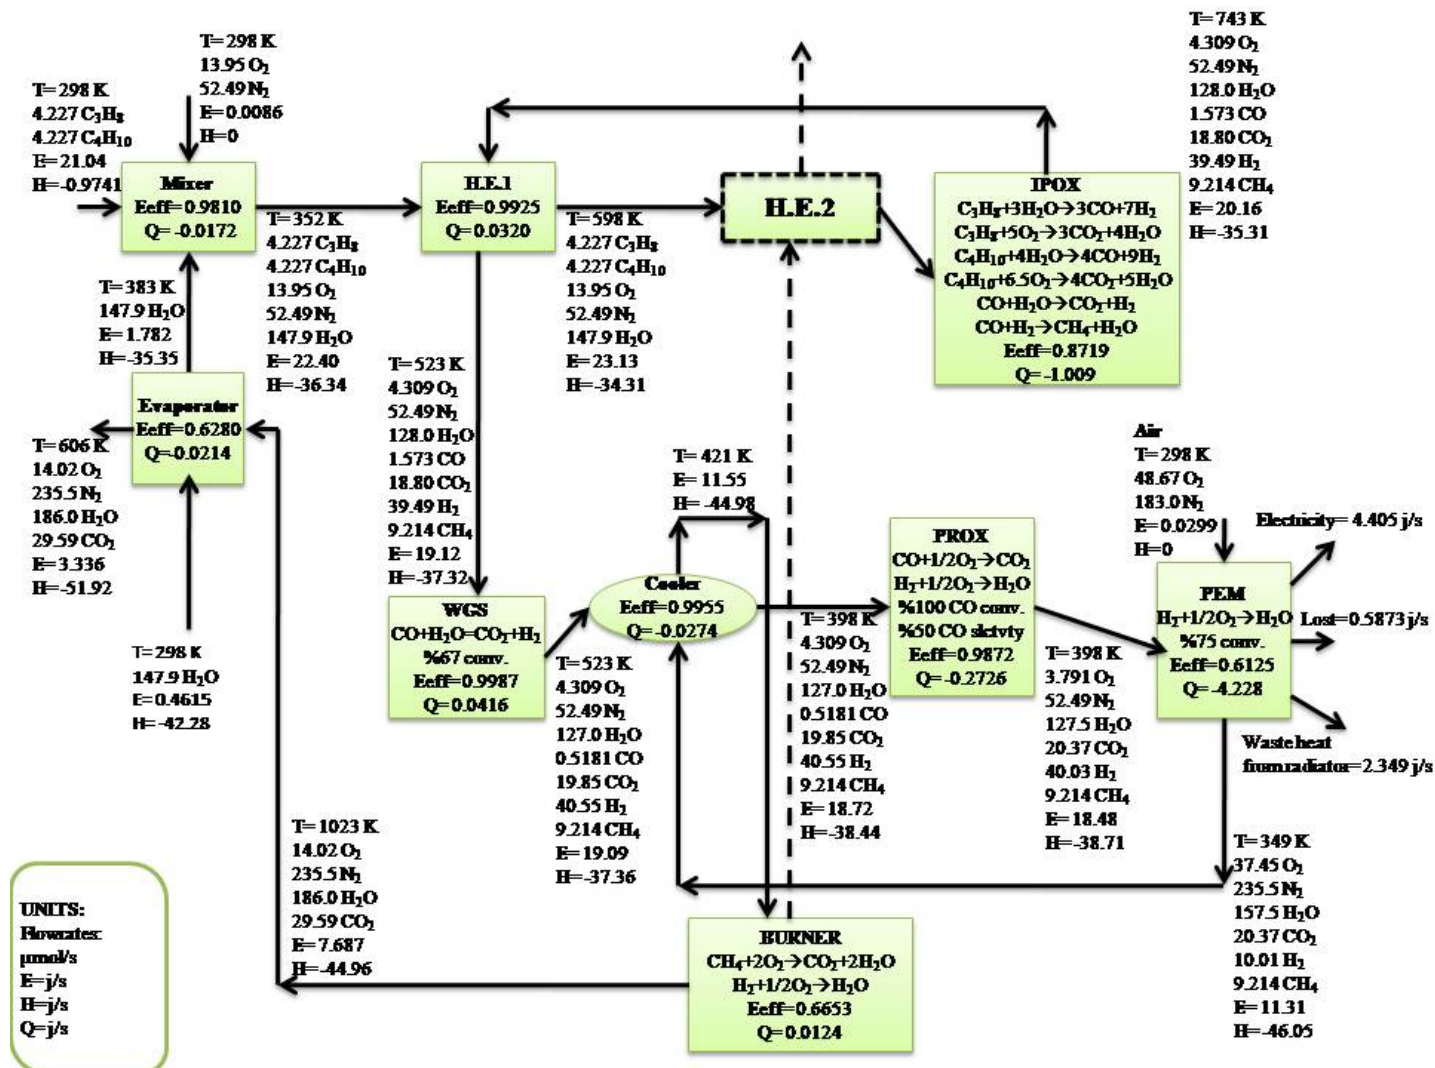 T= 298 K
4.227 C₃H₈
4.227 C₄H₁₀
E= 21.04
H=-0.9741
T= 298 K
13.95 O₂
52.49 N₂
E= 0.0086
H=0
Mixer
Eeff=0.9810
Q= -0.0172
T= 352 K
4.227 C₃H₈
4.227 C₄H₁₀
13.95 O₂
52.49 N₂
147.9 H₂O
E= 22.40
H=-36.34
H.E.1
Eeff=0.9925
Q= 0.0320
T= 598 K
4.227 C₃H₈
4.227 C₄H₁₀
13.95 O₂
52.49 N₂
147.9 H₂O
E= 23.13
H=-34.31
H.E.2
IPOX
C₃H₈+3H₂O→3CO+7H₂
C₃H₈+5O₂→3CO₂+4H₂O
C₄H₁₀+4H₂O→4CO+9H₂
C₄H₁₀+6.5O₂→4CO₂+5H₂O
CO+H₂O→CO₂+H₂
CO+H₂→CH₄+H₂O
Eeff=0.8719
Q= -1.009
T= 743 K
4.309 O₂
52.49 N₂
128.0 H₂O
1.573 CO
18.80 CO₂
39.49 H₂
9.214 CH₄
E= 20.16
H=-35.31
T= 383 K
147.9 H₂O
E= 1.782
H=-35.35
Evaporator
Eeff=0.6280
Q=-0.0214
T= 606 K
14.02 O₂
235.5 N₂
186.0 H₂O
29.59 CO₂
E= 3.336
H=-51.92
T= 298 K
147.9 H₂O
E= 0.4615
H= -42.28
T= 523 K
4.309 O₂
52.49 N₂
128.0 H₂O
1.573 CO
18.80 CO₂
39.49 H₂
9.214 CH₄
E= 19.12
H=-37.32
WGS
CO+H₂O=CO₂+H₂
%67 conv.
Eeff=0.9987
Q= 0.0416
T= 421 K
E= 11.55
H= -44.98
Cooler
Eeff=0.9955
Q= -0.0274
T= 523 K
4.309 O₂
52.49 N₂
127.0 H₂O
0.5181 CO
19.85 CO₂
40.55 H₂
9.214 CH₄
E= 19.09
H=-37.36
T= 398 K
4.309 O₂
52.49 N₂
127.0 H₂O
0.5181 CO
19.85 CO₂
40.55 H₂
9.214 CH₄
E= 18.72
H=-38.44
PROX
CO+1/2O₂→CO₂
H₂+1/2O₂→H₂O
%100 CO conv.
%50 CO slctvty
Eeff=0.9872
Q= -0.2726
T= 398 K
3.791 O₂
52.49 N₂
127.5 H₂O
20.37 CO₂
40.03 H₂
9.214 CH₄
E= 18.48
H=-38.71
Air
T= 298 K
48.67 O₂
183.0 N₂
E= 0.0299
H=0
PEM
H₂+1/2O₂→H₂O
%75 conv.
Eeff=0.6125
Q= -4.228
Electricity= 4.405 j/s
Lost=0.5873 j/s
Waste heat
from radiator=2.349 j/s
T= 349 K
37.45 O₂
235.5 N₂
157.5 H₂O
20.37 CO₂
10.01 H₂
9.214 CH₄
E= 11.31
H=-46.05
T= 1023 K
14.02 O₂
235.5 N₂
186.0 H₂O
29.59 CO₂
E= 7.687
H=-44.96
BURNER
CH₄+2O₂→CO₂+2H₂O
H₂+1/2O₂→H₂O
Eeff=0.6653
Q= 0.0124
UNITS:
Flowrates:
μmol/s
E=j/s
H=j/s
Q=j/s